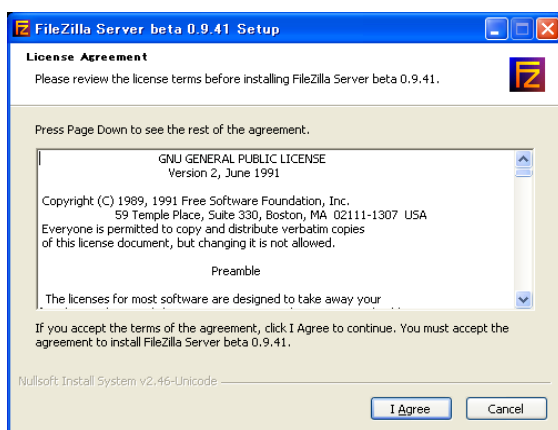 FileZilla Server beta 0.9.41 Setup
License Agreement
Please review the license terms before installing FileZilla Server beta 0.9.41.
Press Page Down to see the rest of the agreement.
GNU GENERAL PUBLIC LICENSE
Version 2, June 1991
Copyright (C) 1989, 1991 Free Software Foundation, Inc.
59 Temple Place, Suite 330, Boston, MA 02111-1307 USA
Everyone is permitted to copy and distribute verbatim copies
of this license document, but changing it is not allowed.
Preamble
The licenses for most software are designed to take away your
If you accept the terms of the agreement, click I Agree to continue. You must accept the
agreement to install FileZilla Server beta 0.9.41.
Nullsoft Install System v2.46-Unicode
I Agree
Cancel